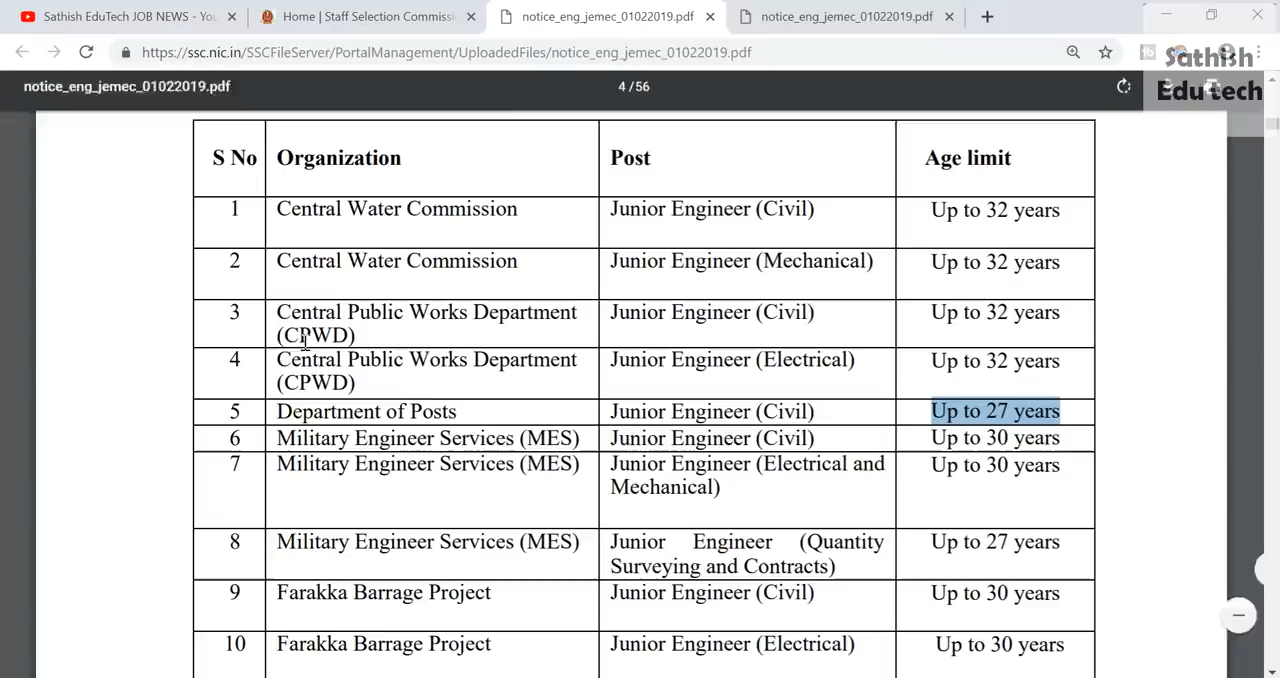 Sathish EduTech JOB NEWS - You
Home | Staff Selection Commissi
notice_eng_jemec_01022019.pdf
notice_eng_jemec_01022019.pdf
https://ssc.nic.in/SSCFileServer/PortalManagement/UploadedFiles/notice_eng_jemec_01022019.pdf
Sathish
Edutech
notice_eng_jemec_01022019.pdf
4 / 56
S No Organization Post Age limit
1 Central Water Commission Junior Engineer (Civil) Up to 32 years
2 Central Water Commission Junior Engineer (Mechanical) Up to 32 years
3 Central Public Works Department Junior Engineer (Civil) Up to 32 years
(CPWD)
4 Central Public Works Department Junior Engineer (Electrical) Up to 32 years
(CPWD)
5 Department of Posts Junior Engineer (Civil) Up to 27 years
6 Military Engineer Services (MES) Junior Engineer (Civil) Up to 30 years
7 Military Engineer Services (MES) Junior Engineer (Electrical and Up to 30 years
Mechanical)
8 Military Engineer Services (MES) Junior Engineer (Quantity Up to 27 years
Surveying and Contracts)
9 Farakka Barrage Project Junior Engineer (Civil) Up to 30 years
10 Farakka Barrage Project Junior Engineer (Electrical) Up to 30 years